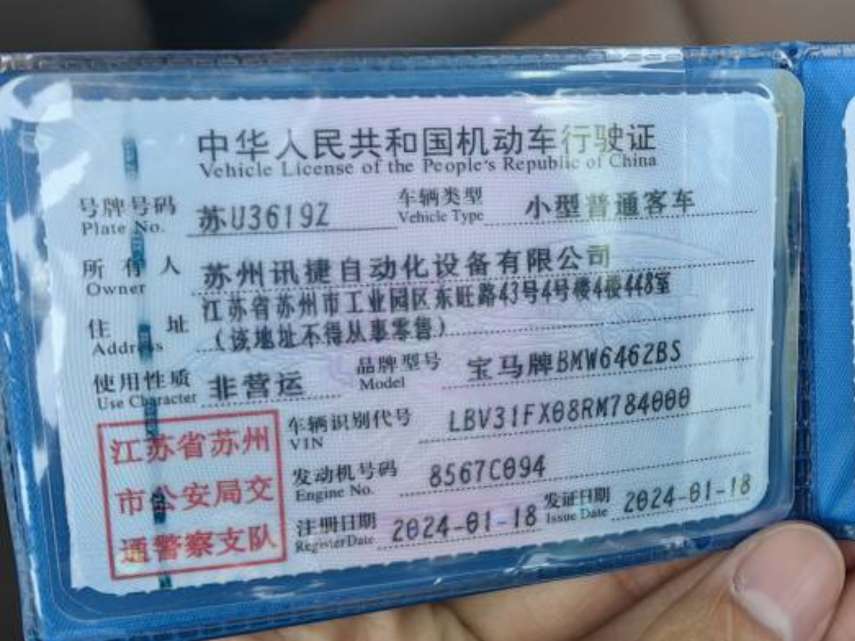 中华人民共和国机动车行驶证
Vehicle License of the People's Republic of China
号牌号码 苏U3619Z 车辆类型 小型普通客车
Plate No. Vehicle Type
所有人 苏州讯捷自动化设备有限公司
Owner
住址 江苏省苏州市工业园区东旺路43号4号楼4楼448室
Address （该地址不得从事零售）
使用性质 非营运 品牌型号 宝马牌BMW6462BS
Use Character Model
江苏省苏州
市公安局交
通警察支队
车辆识别代号 LBV31FX08RM784000
VIN
发动机号码 8567C094
Engine No.
注册日期 2024-01-18 发证日期 2024-01-18
Register Date Issue Date